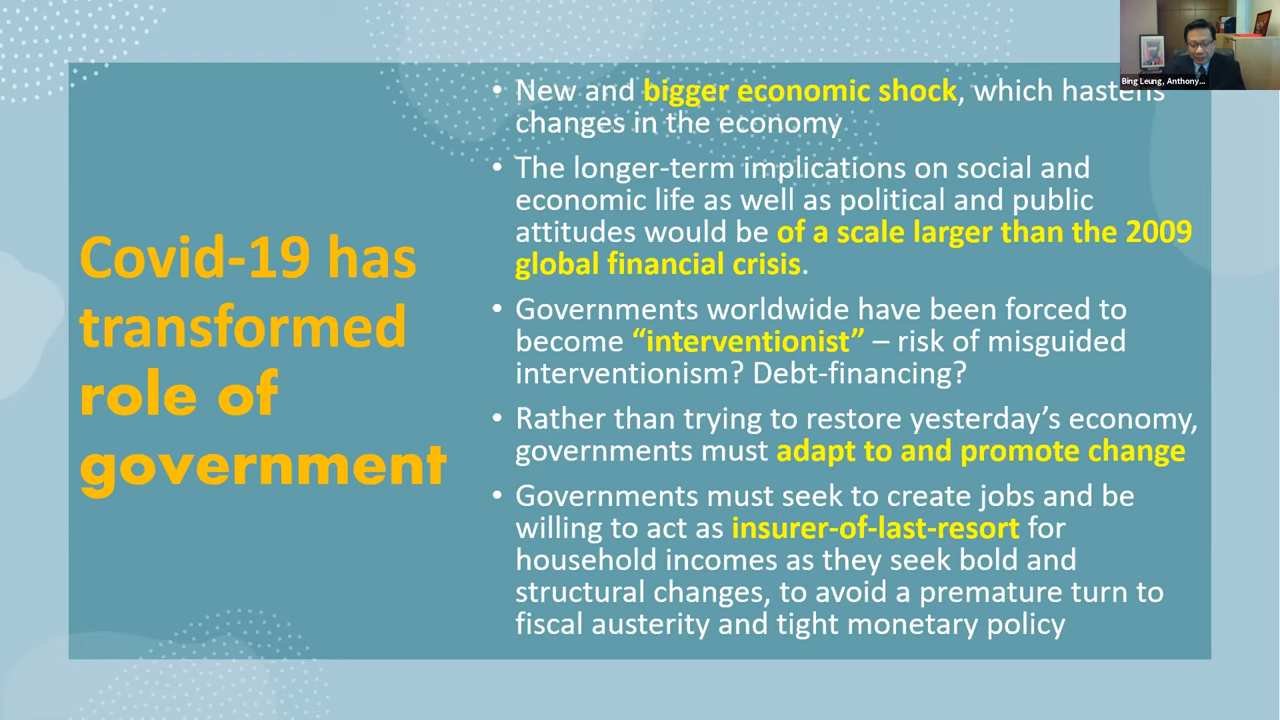 Covid-19 has
transformed
role of
government
• New and bigger economic shock, which hastens
changes in the economy
• The longer-term implications on social and
economic life as well as political and public
attitudes would be of a scale larger than the 2009
global financial crisis.
• Governments worldwide have been forced to
become “interventionist” – risk of misguided
interventionism? Debt-financing?
• Rather than trying to restore yesterday’s economy,
governments must adapt to and promote change
• Governments must seek to create jobs and be
willing to act as insurer-of-last-resort for
household incomes as they seek bold and
structural changes, to avoid a premature turn to
fiscal austerity and tight monetary policy
Bing Leung, Anthony...